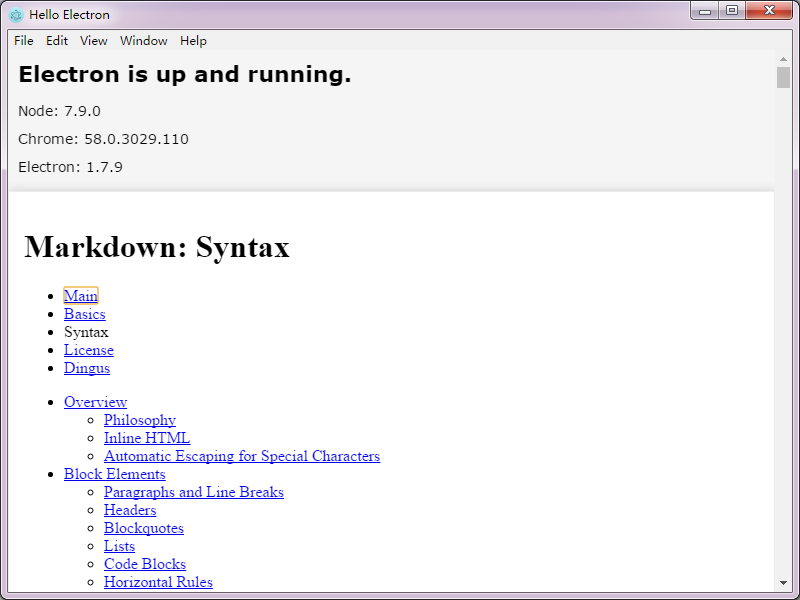 Hello Electron
File Edit View Window Help
Electron is up and running.
Node: 7.9.0
Chrome: 58.0.3029.110
Electron: 1.7.9
Markdown: Syntax
Main
Basics
Syntax
License
Dingus
Overview
Philosophy
Inline HTML
Automatic Escaping for Special Characters
Block Elements
Paragraphs and Line Breaks
Headers
Blockquotes
Lists
Code Blocks
Horizontal Rules